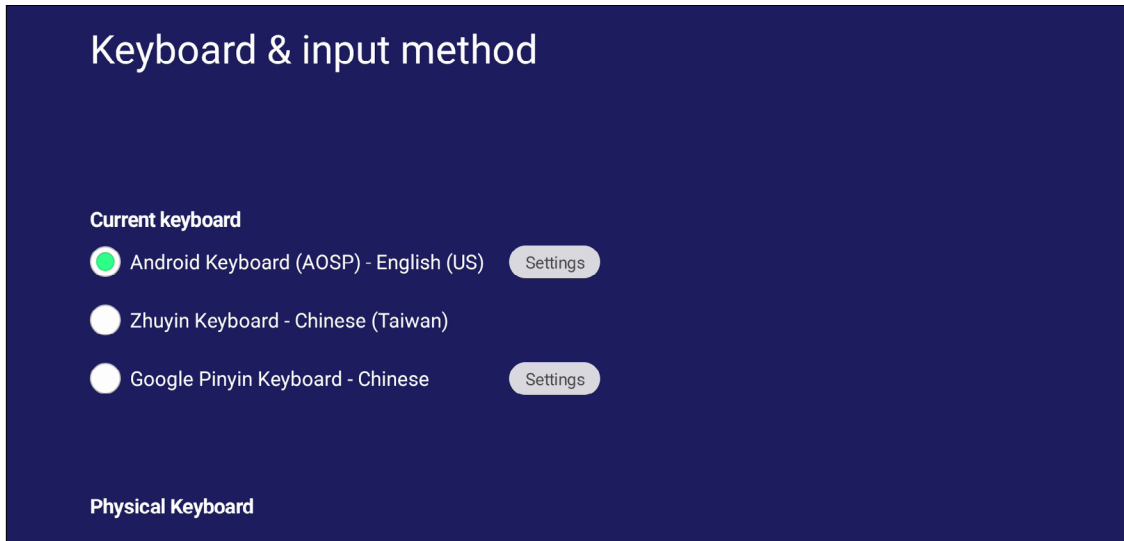 Keyboard & input method
Current keyboard
Android Keyboard (AOSP) - English (US) Settings
Zhuyin Keyboard - Chinese (Taiwan)
Google Pinyin Keyboard - Chinese Settings
Physical Keyboard